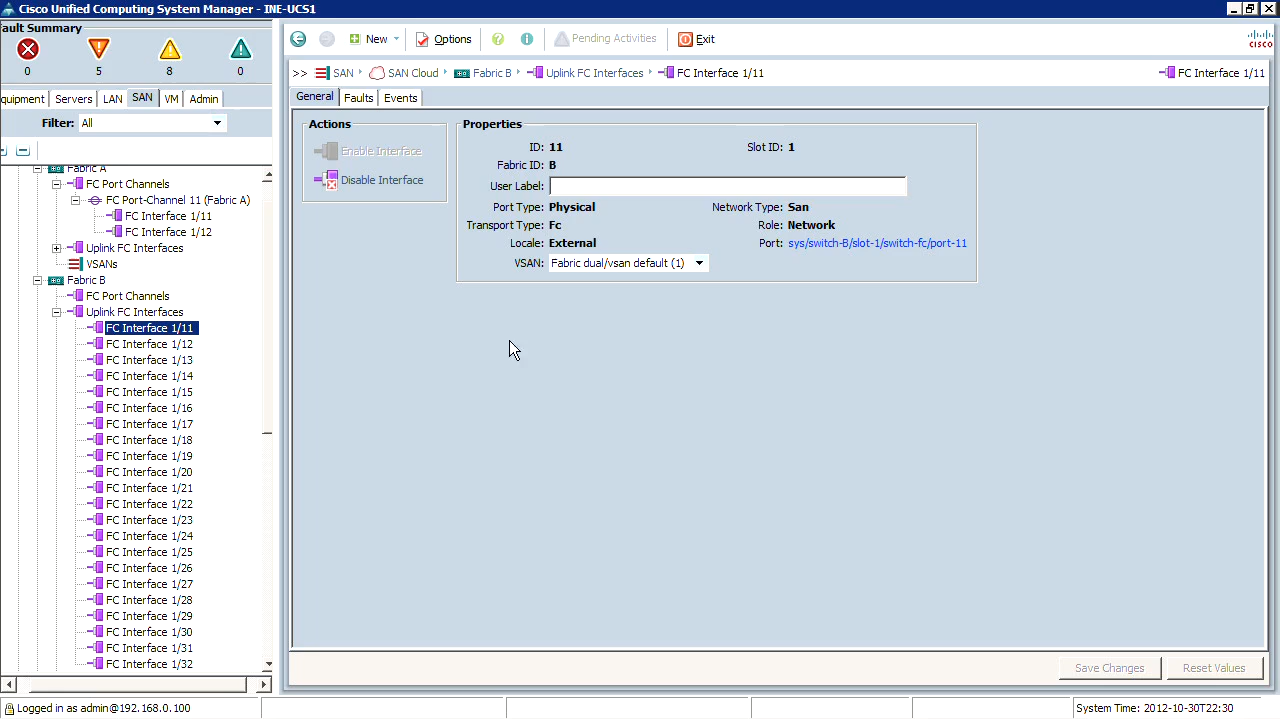 Cisco Unified Computing System Manager - INE-UCS1
ault Summary
0 5 8 0
New Options Pending Activities Exit
CISCO
>> SAN SAN Cloud Fabric B Uplink FC Interfaces FC Interface 1/11 FC Interface 1/11
quipment Servers LAN SAN VM Admin
Filter: All
General Faults Events
Fabric A
FC Port Channels
FC Port-Channel 11 (Fabric A)
FC Interface 1/11
FC Interface 1/12
Uplink FC Interfaces
VSANs
Fabric B
FC Port Channels
Uplink FC Interfaces
FC Interface 1/11
FC Interface 1/12
FC Interface 1/13
FC Interface 1/14
FC Interface 1/15
FC Interface 1/16
FC Interface 1/17
FC Interface 1/18
FC Interface 1/19
FC Interface 1/20
FC Interface 1/21
FC Interface 1/22
FC Interface 1/23
FC Interface 1/24
FC Interface 1/25
FC Interface 1/26
FC Interface 1/27
FC Interface 1/28
FC Interface 1/29
FC Interface 1/30
FC Interface 1/31
FC Interface 1/32
Actions
Enable Interface
Disable Interface
Properties
ID: 11 Slot ID: 1
Fabric ID: B
User Label:
Port Type: Physical Network Type: San
Transport Type: Fc Role: Network
Locale: External Port: sys/switch-B/slot-1/switch-fc/port-11
VSAN: Fabric dual/vsan default (1)
Save Changes Reset Values
Logged in as admin@192.168.0.100 System Time: 2012-10-30T22:30